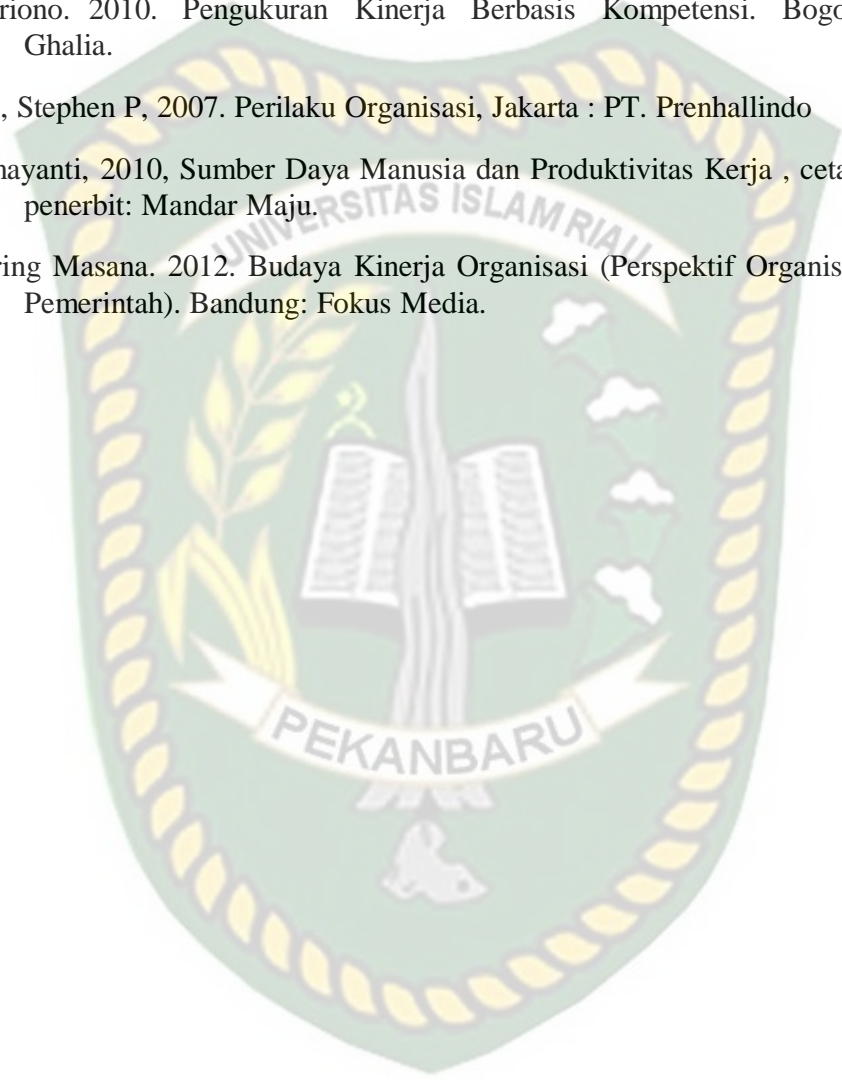 riono. 2010. Pengukuran Kinerja Berbasis Kompetensi. Bogo
Ghalia.
, Stephen P, 2007. Perilaku Organisasi, Jakarta : PT. Prenhallindo
nayanti, 2010, Sumber Daya Manusia dan Produktivitas Kerja , ceta
penerbit: Mandar Maju.
UNIVERSITAS ISLAM RIAU
ring Masana. 2012. Budaya Kinerja Organisasi (Perspektif Organis
Pemerintah). Bandung: Fokus Media.
PEKANBARU